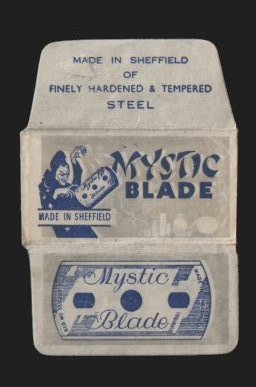 MADE IN SHEFFIELD
OF
FINELY HARDENED & TEMPERED
STEEL
MYSTIC
BLADE
MADE IN SHEFFIELD
Mystic
Blade